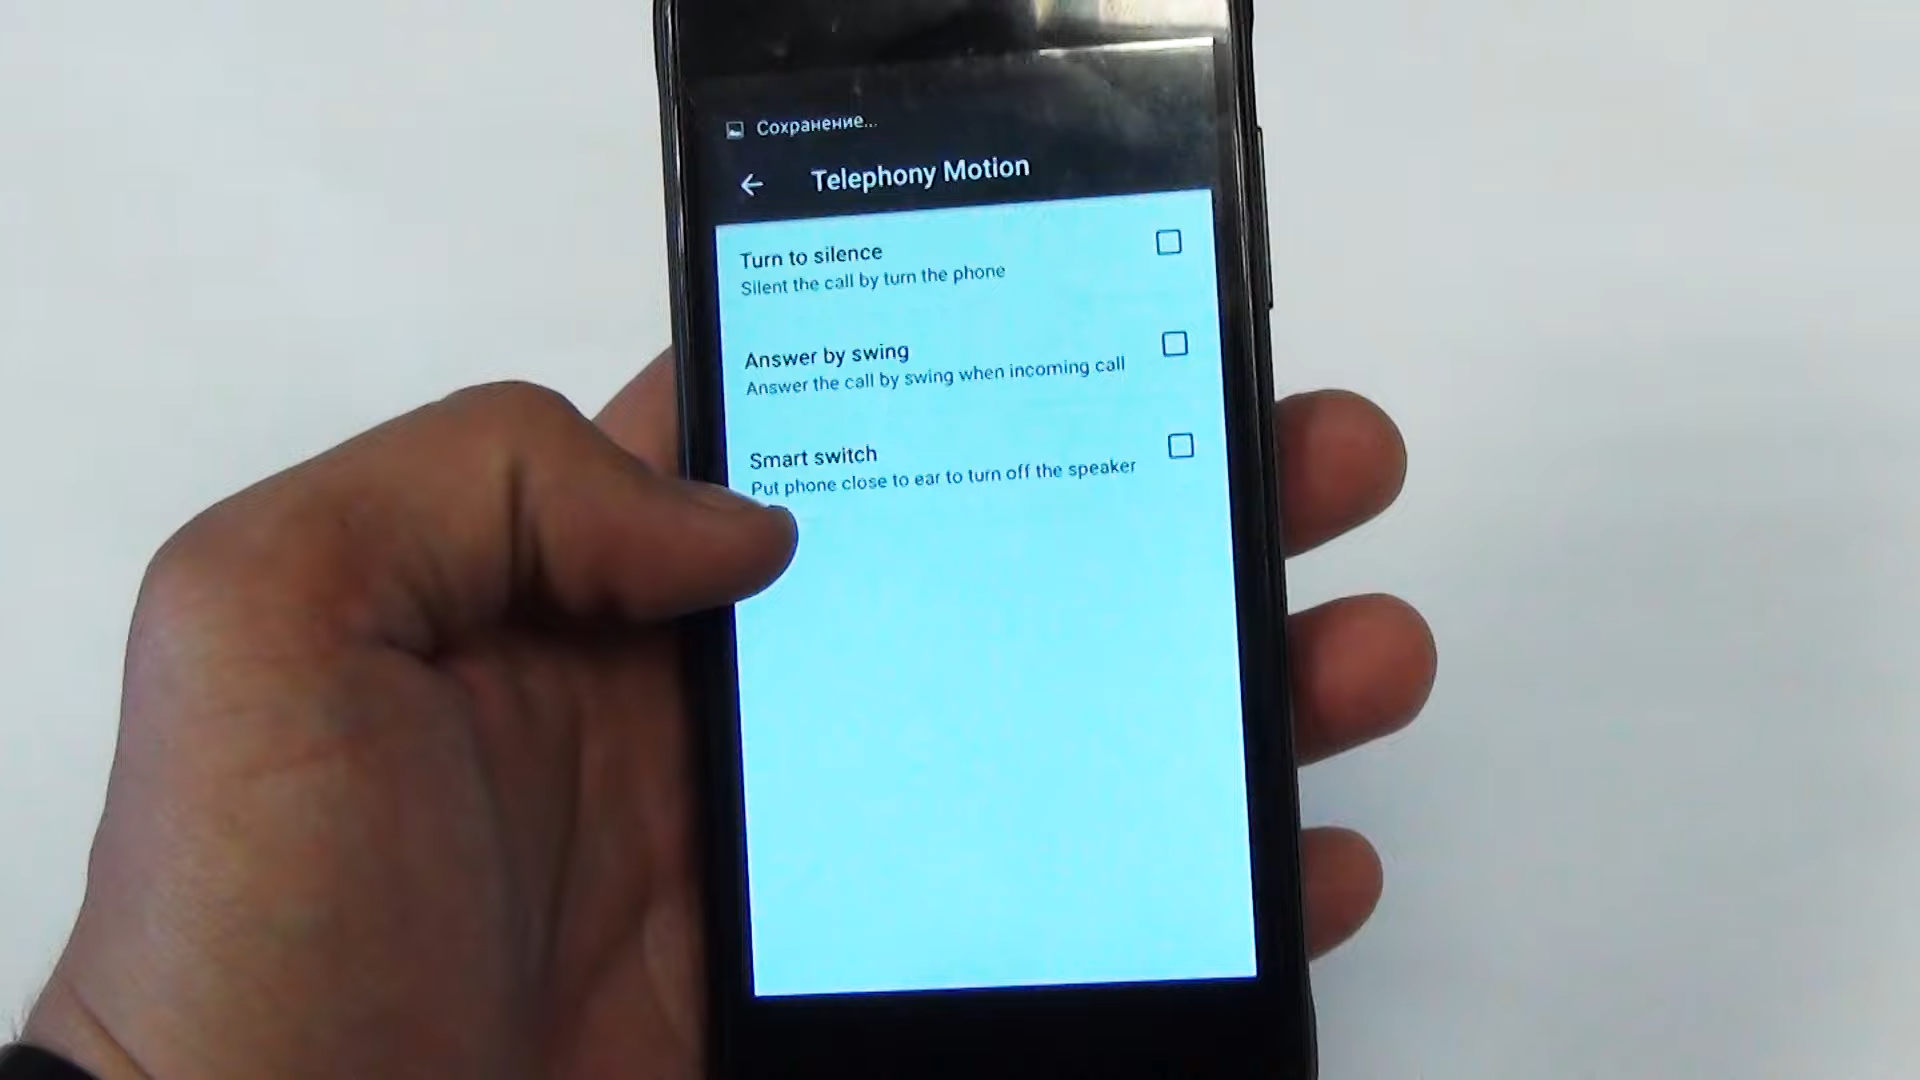 Сохранение...
Telephony Motion
Turn to silence
Silent the call by turn the phone
Answer by swing
Answer the call by swing when incoming call
Smart switch
Put phone close to ear to turn off the speaker